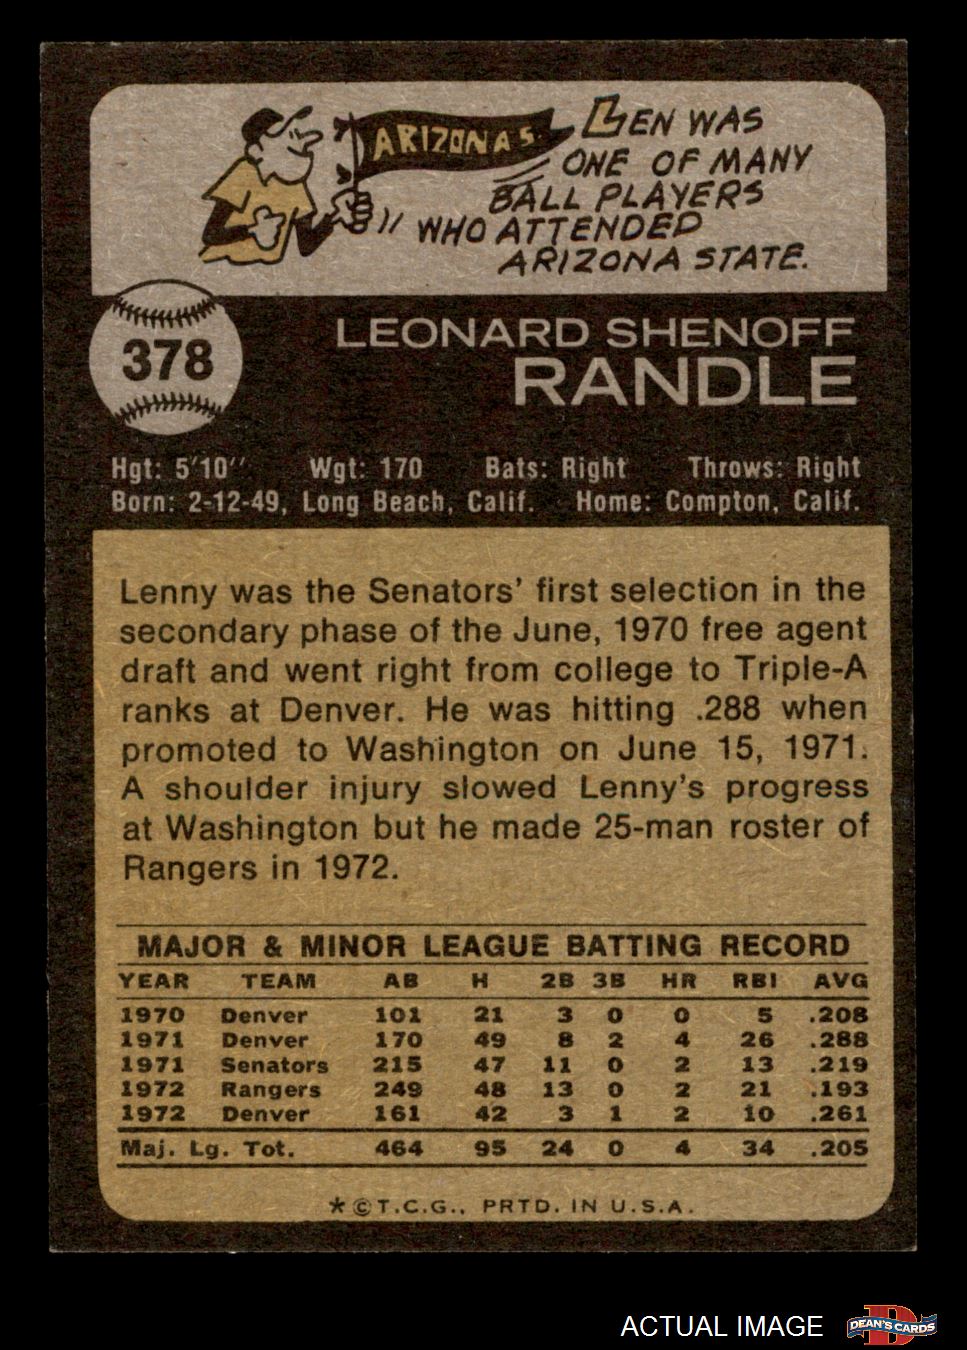 ARIZONA S.
LEN WAS
ONE OF MANY
BALL PLAYERS
WHO ATTENDED
ARIZONA STATE.
378
LEONARD SHENOFF
RANDLE
Hgt: 5'10" Wgt: 170 Bats: Right Throws: Right
Born: 2-12-49, Long Beach, Calif. Home: Compton, Calif.
Lenny was the Senators' first selection in the
secondary phase of the June, 1970 free agent
draft and went right from college to Triple-A
ranks at Denver. He was hitting .288 when
promoted to Washington on June 15, 1971.
A shoulder injury slowed Lenny's progress
at Washington but he made 25-man roster of
Rangers in 1972.
MAJOR & MINOR LEAGUE BATTING RECORD
YEAR TEAM AB H 2B 3B HR RBI AVG
1970 Denver 101 21 3 0 0 5 .208
1971 Denver 170 49 8 2 4 26 .288
1971 Senators 215 47 11 0 2 13 .219
1972 Rangers 249 48 13 0 2 21 .193
1972 Denver 161 42 3 1 2 10 .261
Maj. Lg. Tot. 464 95 24 0 4 34 .205
*©T.C.G., PRTD. IN U.S.A.
ACTUAL IMAGE
D
DEAN'S CARDS